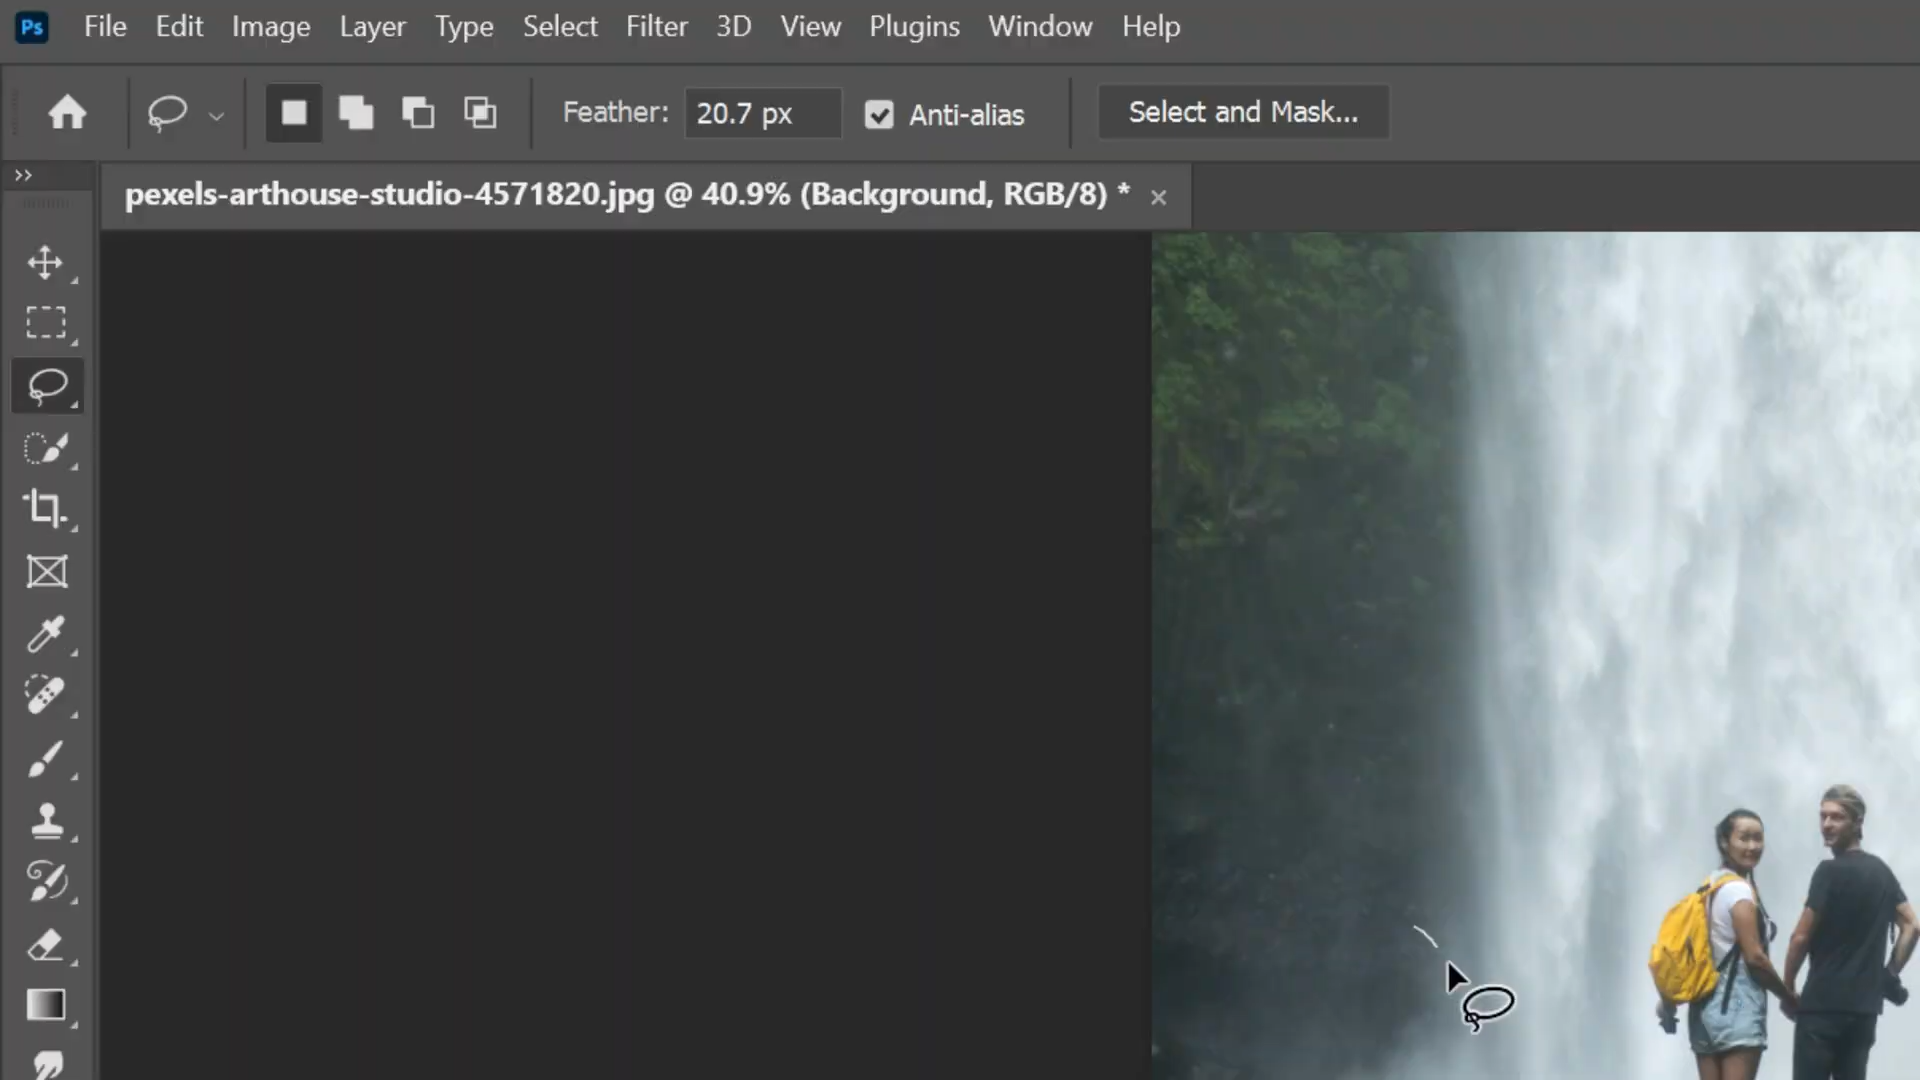 Ps File Edit Image Layer Type Select Filter 3D View Plugins Window Help
Feather: 20.7 px Anti-alias Select and Mask...
pexels-arthouse-studio-4571820.jpg @ 40.9% (Background, RGB/8) *